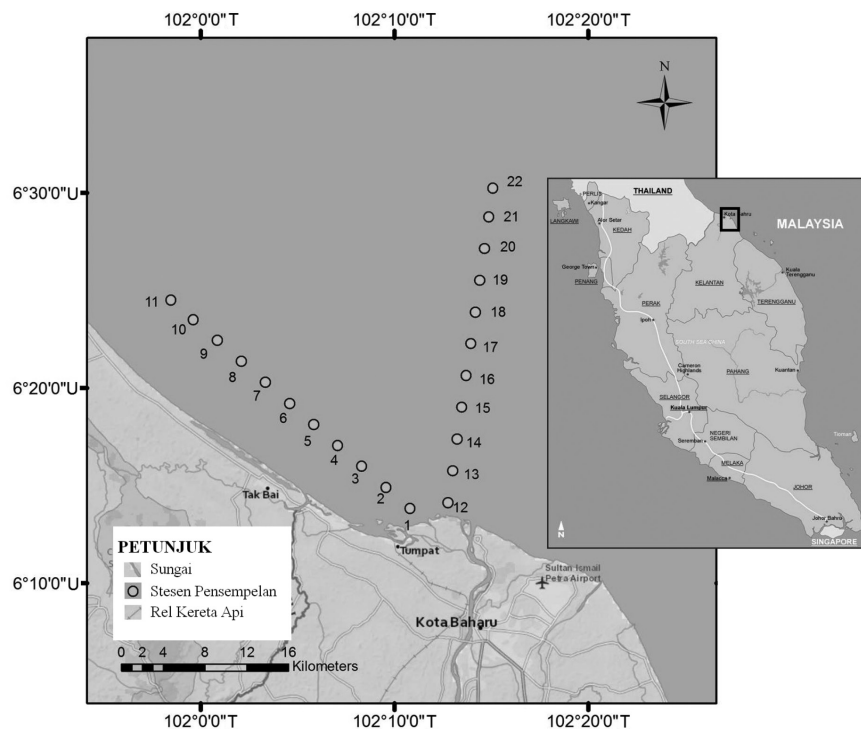 102°0'0"T 102°10'0"T 102°20'0"T
N
6°30'0"U
6°20'0"U
6°10'0"U
22
21
20
19
18
17
16
15
14
13
12
11
10
9
8
7
6
5
4
3
2
1
Tak Bai
Tumpat
Sultan Ismail
Petra Airport
Kota Baharu
PETUNJUK
Sungai
Stesen Pensempelan
Rel Kereta Api
0 2 4 8 12 16
Kilometers
102°0'0"T 102°10'0"T 102°20'0"T
THAILAND
PERLIS
Kangar
LANGKAWI
Alor Setar
KEDAH
Kota Bahru
MALAYSIA
George Town
PENANG
KELANTAN
Kuala
Terengganu
TERENGGANU
PERAK
Ipoh
SOUTH CHINA
Cameron
Highlands
PAHANG
Kuantan
SELANGOR
Kuala Lumpur
NEGERI
SEMBILAN
Seremban
MELAKA
Malacca
JOHOR
Johor Bahru
SINGAPORE
N